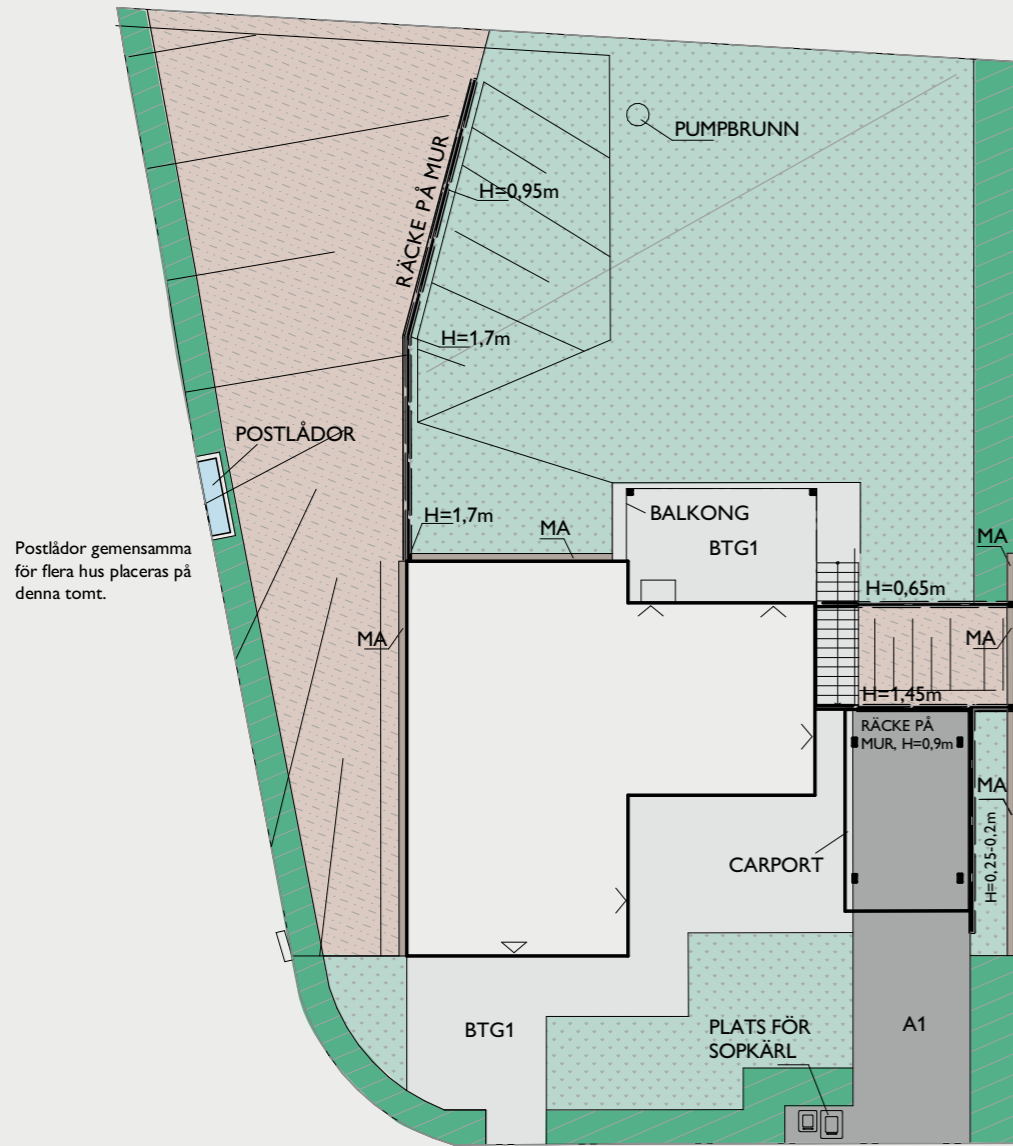 PUMPBRUNN
RÄCKE PÅ MUR
H=0,95m
H=1,7m
POSTLÅDOR
H=1,7m
BALKONG
MA
BTG1
MA
Postlådor gemensamma
för flera hus placeras på
denna tomt.
H=0,65m
MA
MA
H=1,45m
RÄCKE PÅ
MUR, H=0,9m
MA
H=0,25-0,2m
CARPORT
BTG1
PLATS FÖR
SOPKÄRL
A1